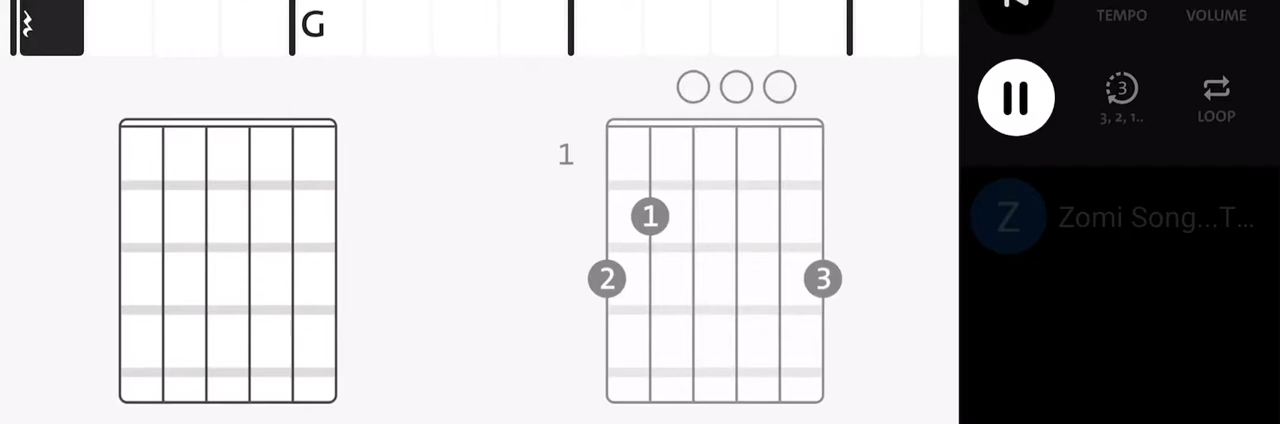 G
TEMPO VOLUME
3
3, 2, 1.. LOOP
1
1
2 3
Z Zomi Song...T...